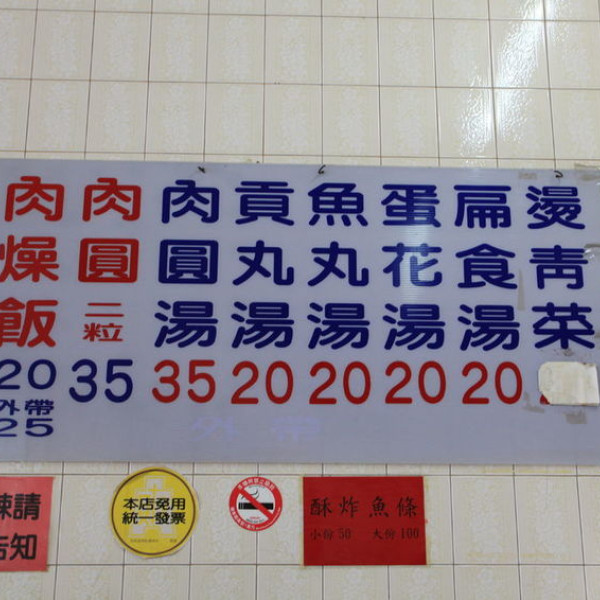 肉燥飯 20
外帶 25
肉圓 二粒 35
肉圓湯 35
貢丸湯 20
魚丸湯 20
蛋花湯 20
扁食湯 20
燙青菜
辣請
告知
本店免用
統一發票
酥炸魚條
小份50 大份100